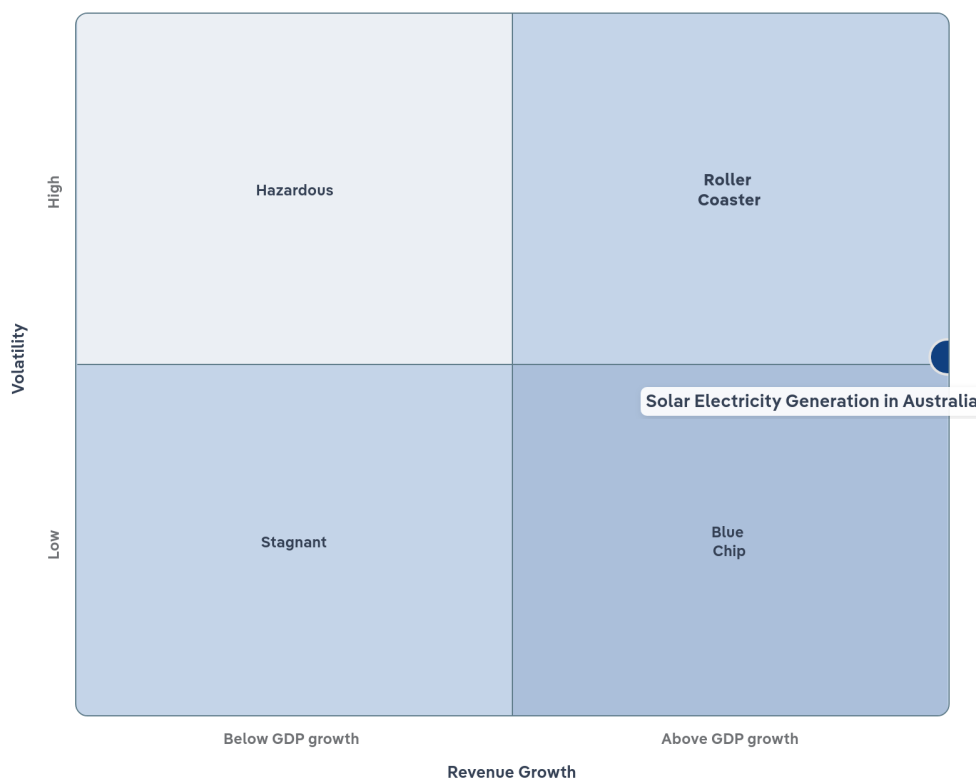 Hazardous
Roller
Coaster
High
Volatility
Solar Electricity Generation in Australia
Low
Stagnant
Blue
Chip
Below GDP growth
Above GDP growth
Revenue Growth